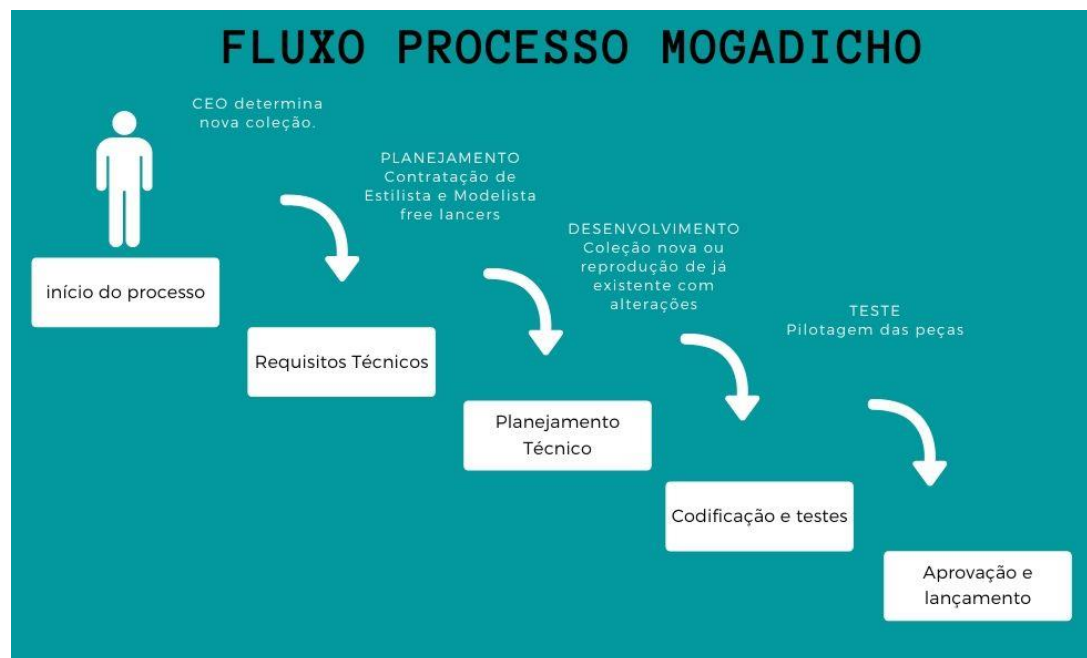 FLUXO PROCESSO MOGADICHO
CEO determina
nova coleção.
início do processo
PLANEJAMENTO
Contratação de
Estilista e Modelista
free lancers
Requisitos Técnicos
DESENVOLVIMENTO
Coleção nova ou
reprodução de já
existente com
alterações
Planejamento
Técnico
TESTE
Pilotagem das peças
Codificação e testes
Aprovação e
lançamento